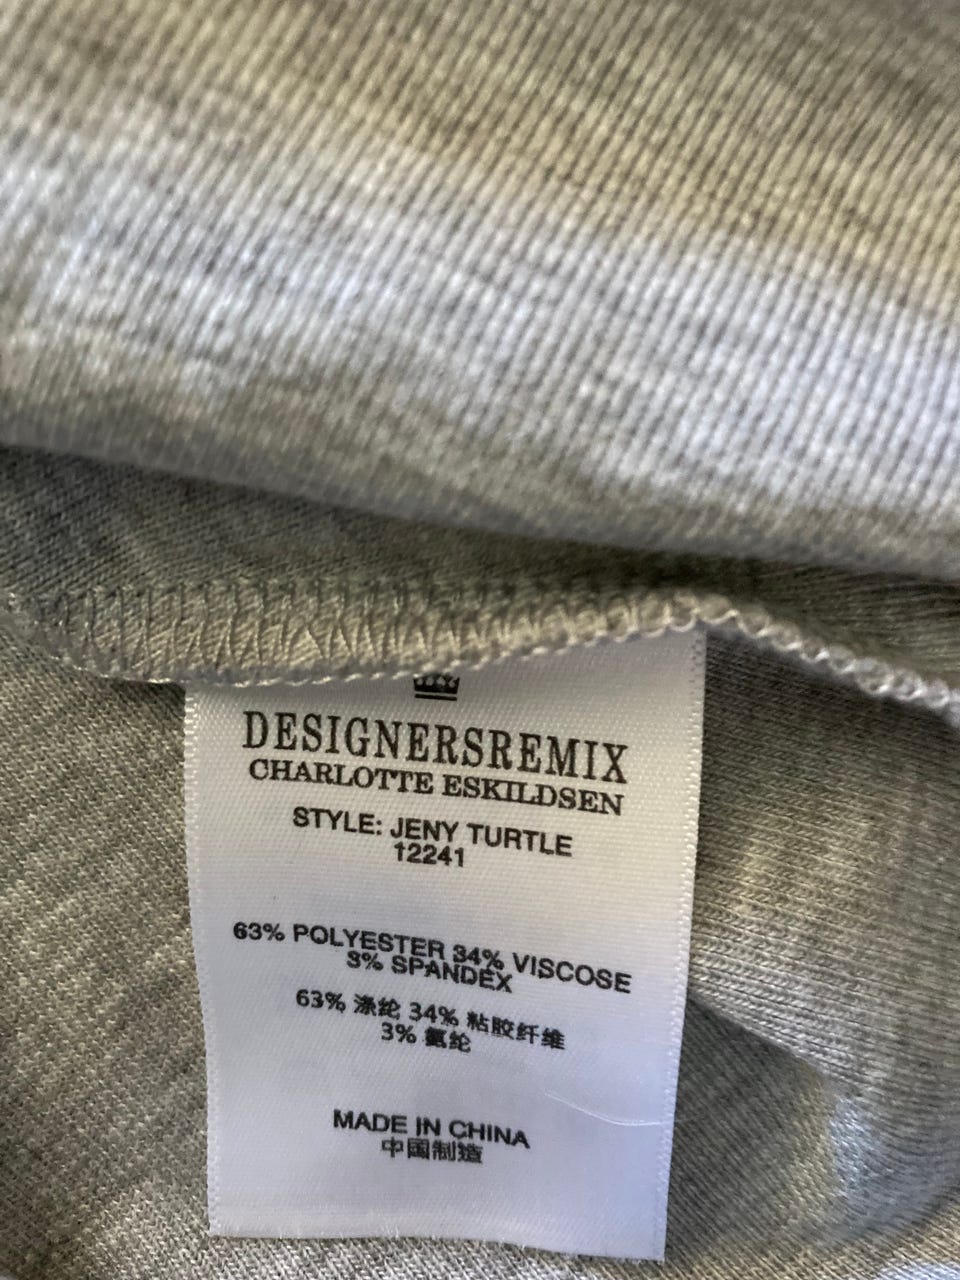 DESIGNERSREMIX
CHARLOTTE ESKILDSEN
STYLE: JENY TURTLE
12241
63% POLYESTER 34% VISCOSE
3% SPANDEX
63% 涤纶 34% 粘胶纤维
3% 氨纶
MADE IN CHINA
中国制造